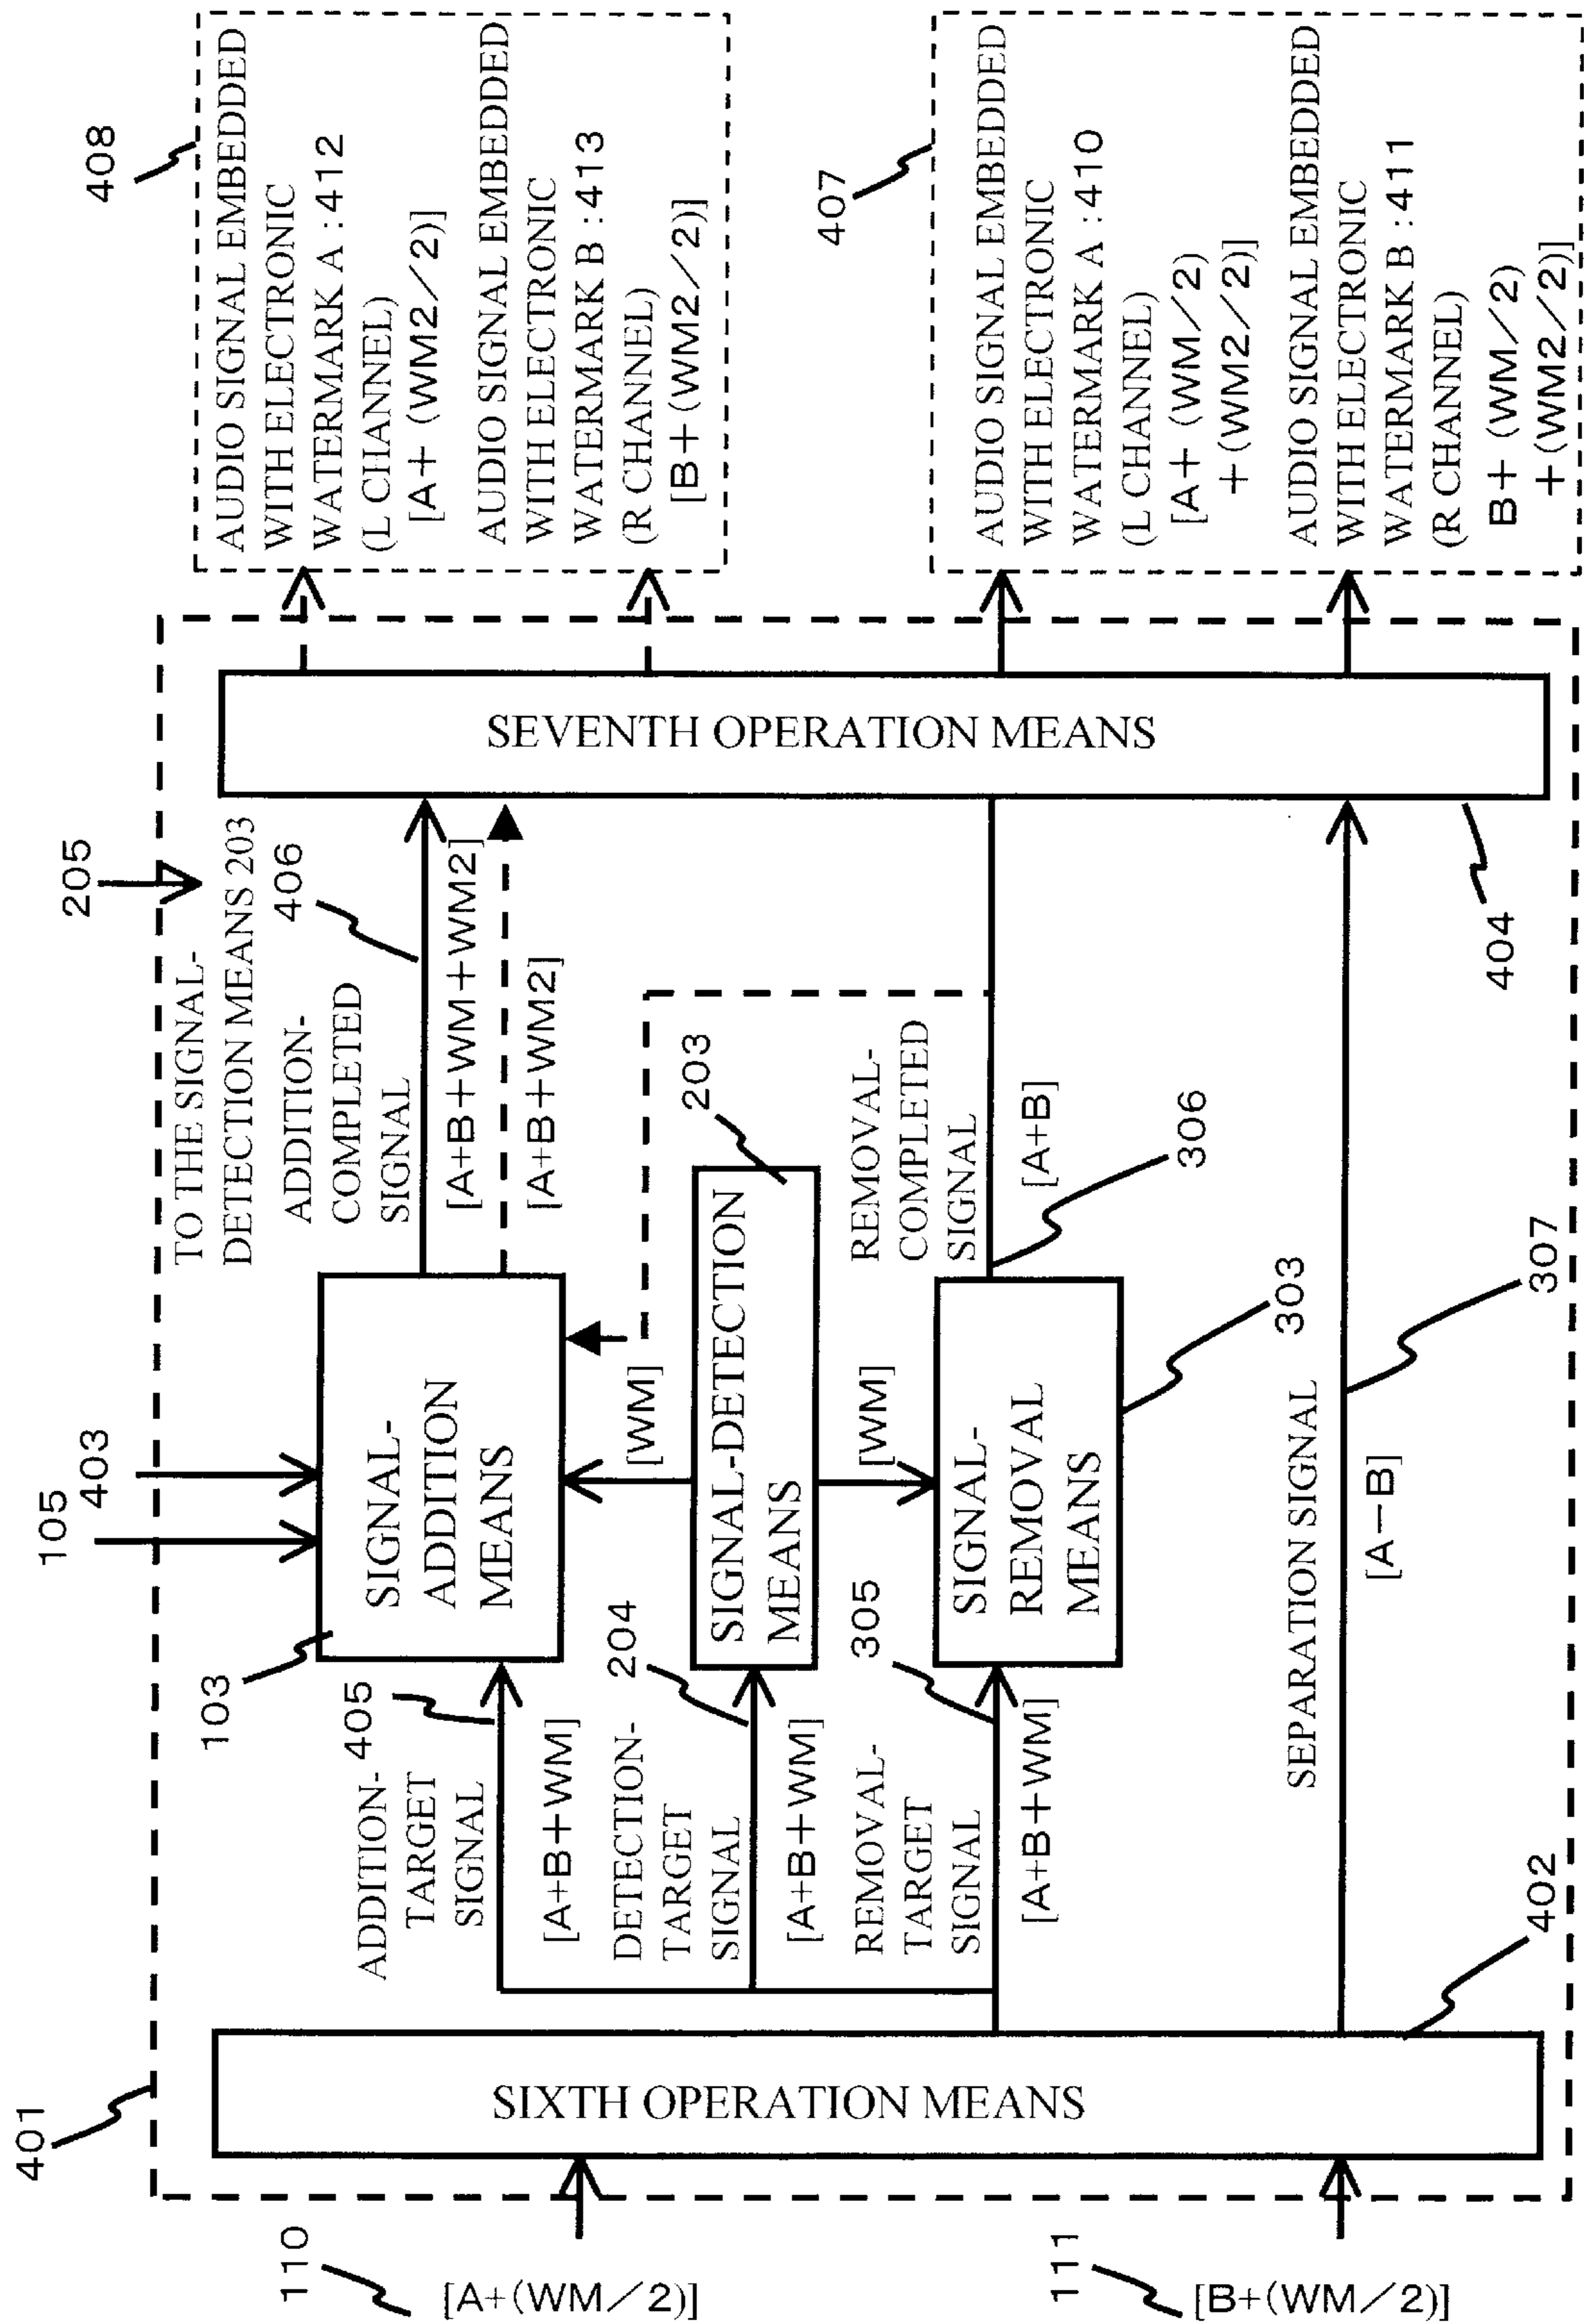 401
110
[A+(WM/2)]
111
[B+(WM/2)]
SIXTH OPERATION MEANS
402
ADDITION-
TARGET
SIGNAL
405
[A+B+WM]
DETECTION-
TARGET
SIGNAL
204
[A+B+WM]
REMOVAL-
TARGET
SIGNAL
305
[A+B+WM]
105
403
103
SIGNAL-
ADDITION
MEANS
[WM]
SIGNAL-DETECTION
MEANS
203
[WM]
SIGNAL-
REMOVAL
MEANS
303
SEPARATION SIGNAL
[A−B]
307
205
TO THE SIGNAL-
DETECTION MEANS 203
ADDITION-
COMPLETED
SIGNAL
406
[A+B+WM+WM2]
[A+B+WM2]
REMOVAL-
COMPLETED
SIGNAL
[A+B]
306
SEVENTH OPERATION MEANS
404
408
AUDIO SIGNAL EMBEDDED
WITH ELECTRONIC
WATERMARK A :412
(L CHANNEL)
[A+(WM2/2)]
AUDIO SIGNAL EMBEDDED
WITH ELECTRONIC
WATERMARK B :413
(R CHANNEL)
[B+(WM2/2)]
407
AUDIO SIGNAL EMBEDDED
WITH ELECTRONIC
WATERMARK A :410
(L CHANNEL)
[A+(WM/2)
+(WM2/2)]
AUDIO SIGNAL EMBEDDED
WITH ELECTRONIC
WATERMARK B :411
(R CHANNEL)
B+(WM/2)
+(WM2/2)]